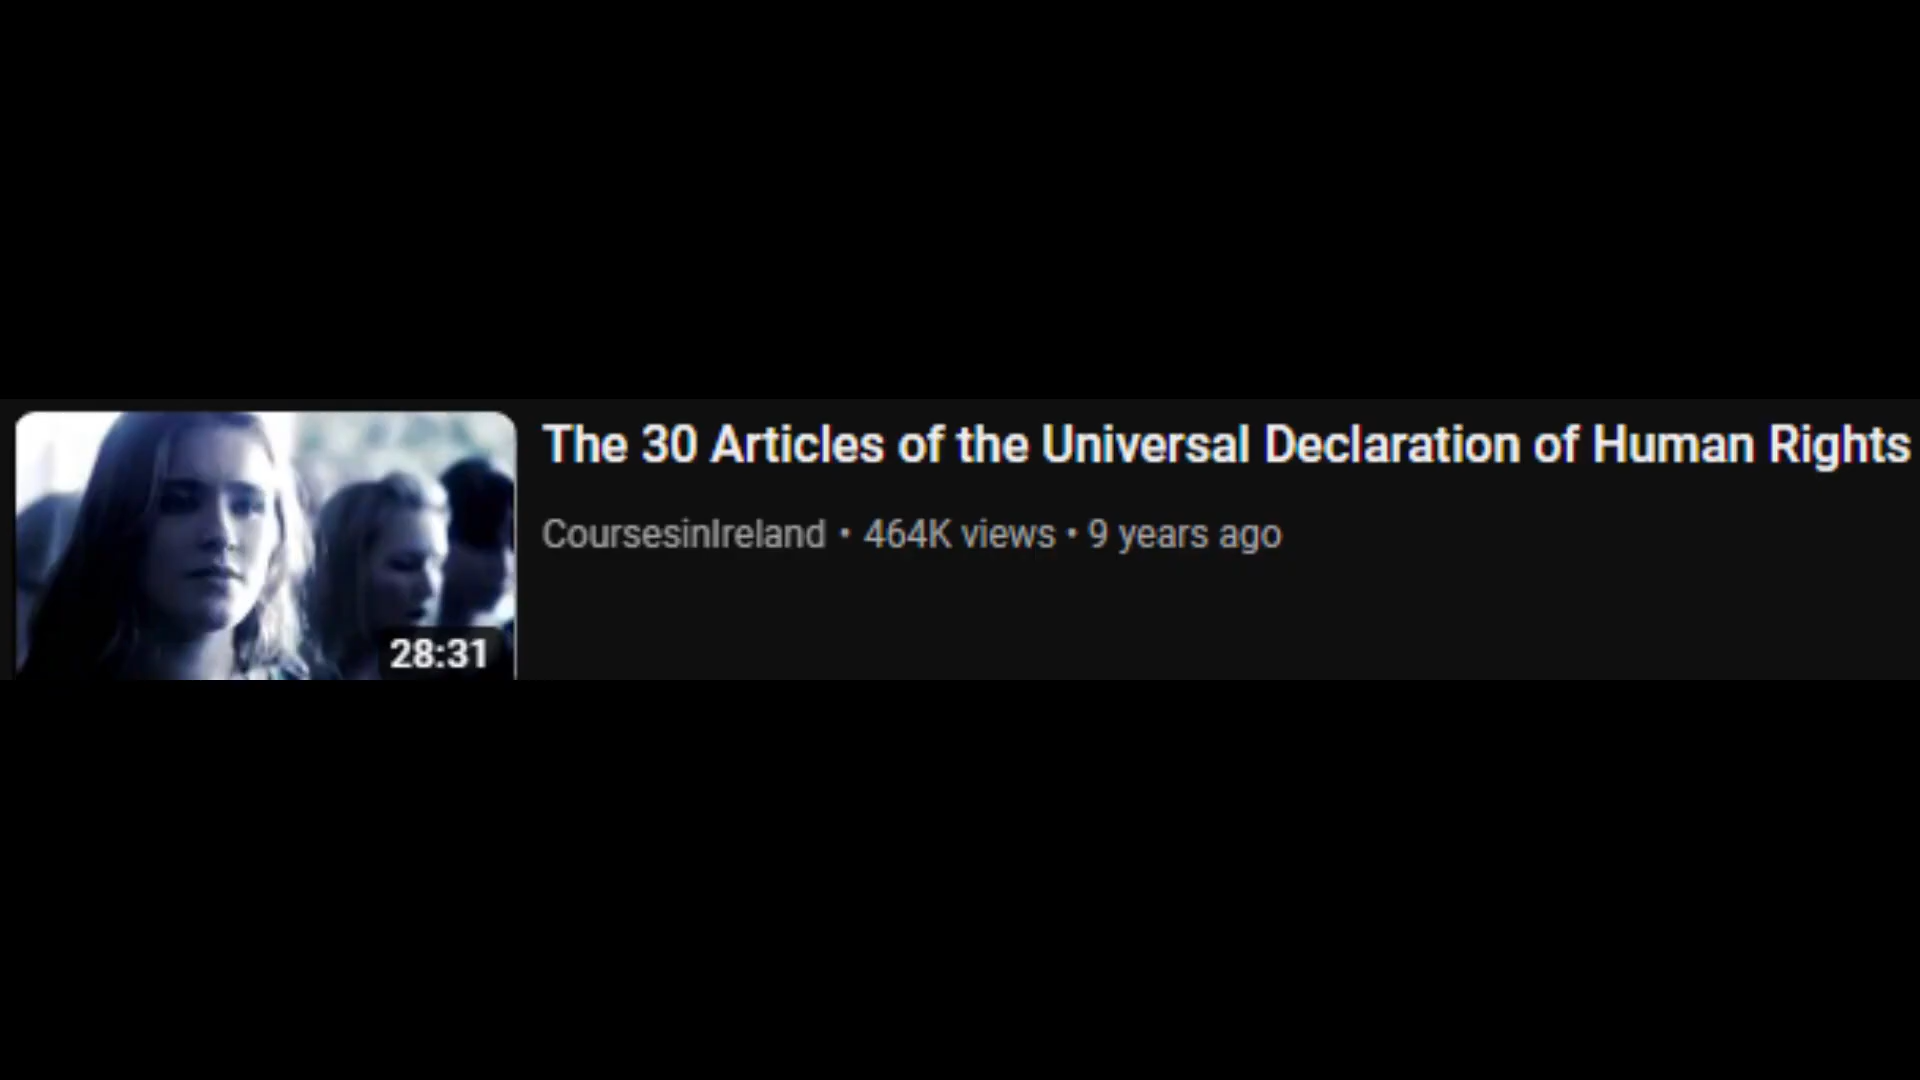 The 30 Articles of the Universal Declaration of Human Rights
CoursesinIreland • 464K views • 9 years ago
28:31